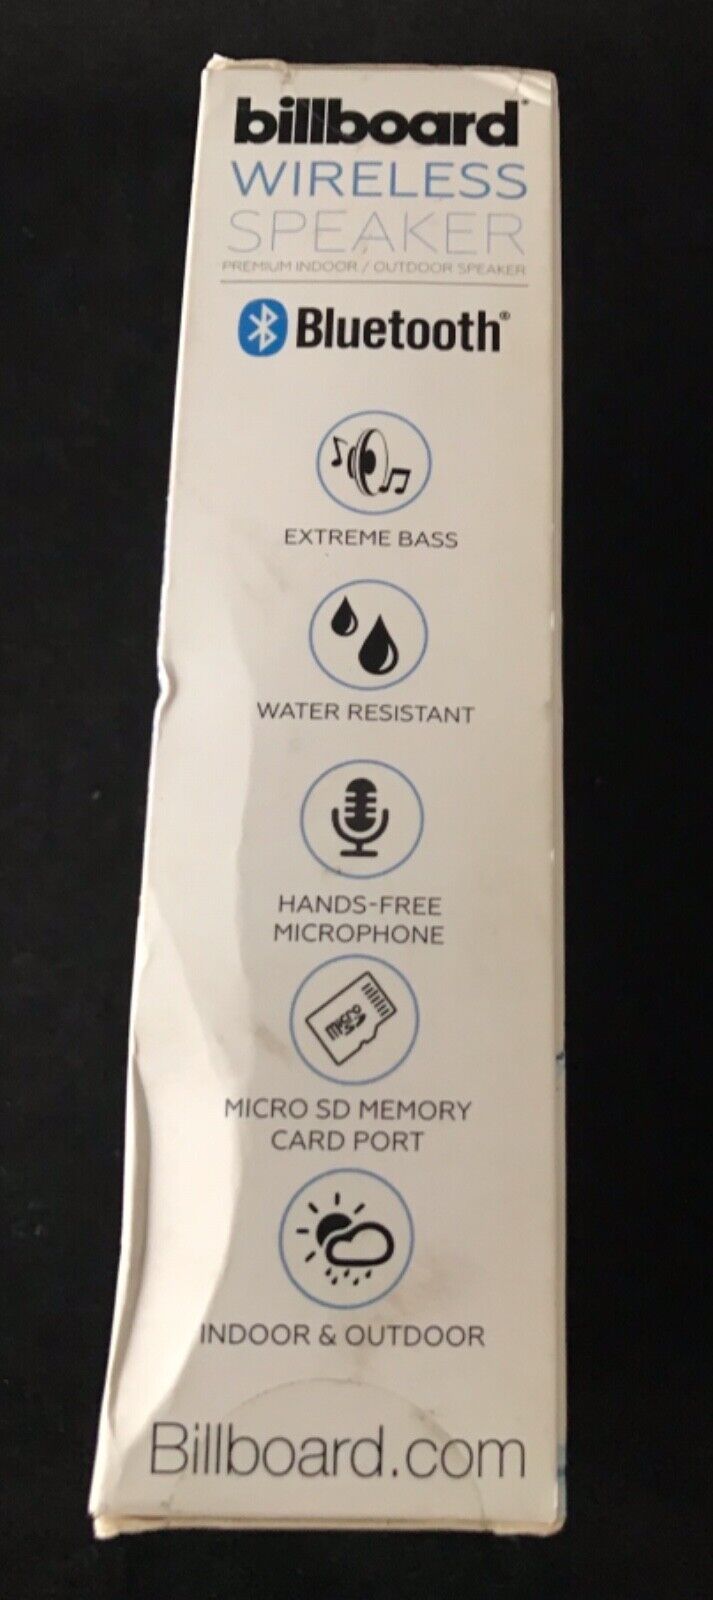 billboard
WIRELESS
SPEAKER
PREMIUM INDOOR / OUTDOOR SPEAKER
Bluetooth®
EXTREME BASS
WATER RESISTANT
HANDS-FREE
MICROPHONE
micro
SD
MICRO SD MEMORY
CARD PORT
INDOOR & OUTDOOR
Billboard.com